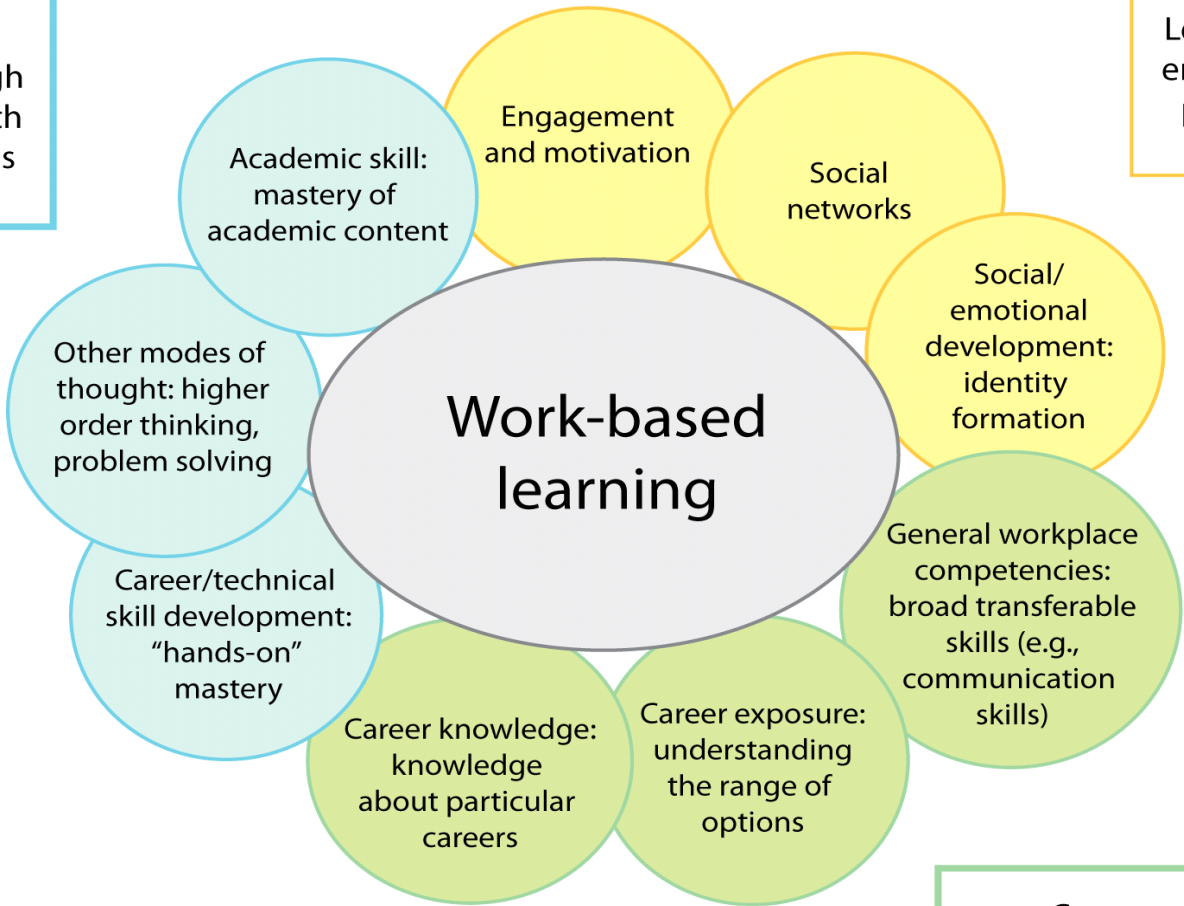 Engagement
and motivation
Social
networks
Social/
emotional
development:
identity
formation
General workplace
competencies:
broad transferable
skills (e.g.,
communication
skills)
Career exposure:
understanding
the range of
options
Career knowledge:
knowledge
about particular
careers
Career/technical
skill development:
“hands-on”
mastery
Other modes of
thought: higher
order thinking,
problem solving
Academic skill:
mastery of
academic content
Work-based
learning